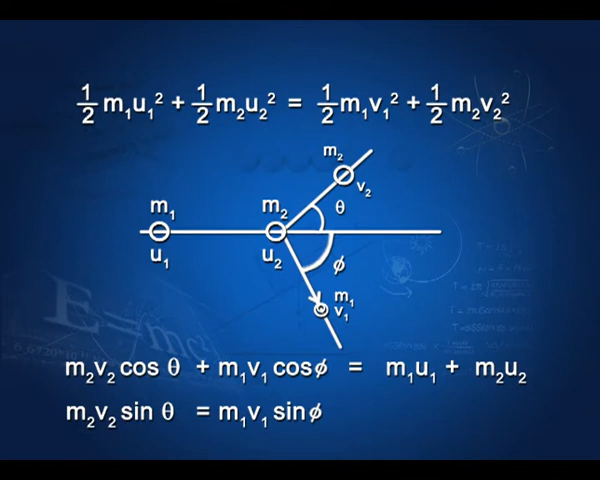 ½ m₁u₁² + ½ m₂u₂² = ½ m₁v₁² + ½ m₂v₂²
m₂
v₂
m₁ m₂ θ
u₁ u₂ ϕ
m₁
v₁
E=mc²
m₂v₂ cos θ + m₁v₁ cosϕ = m₁u₁ + m₂u₂
m₂v₂ sin θ = m₁v₁ sinϕ